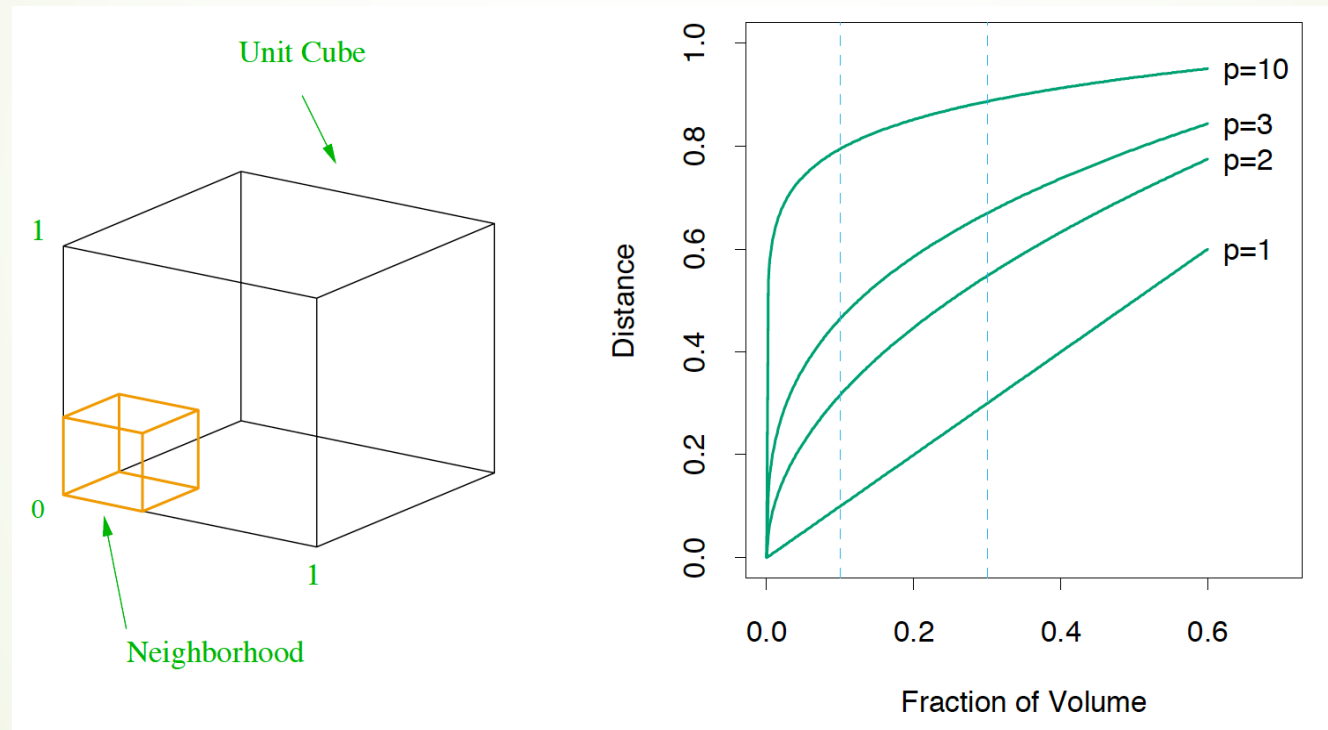 Unit Cube
1
0
1
Neighborhood
1.0
0.8
0.6
0.4
0.2
0.0
Distance
p=10
p=3
p=2
p=1
0.0 0.2 0.4 0.6
Fraction of Volume